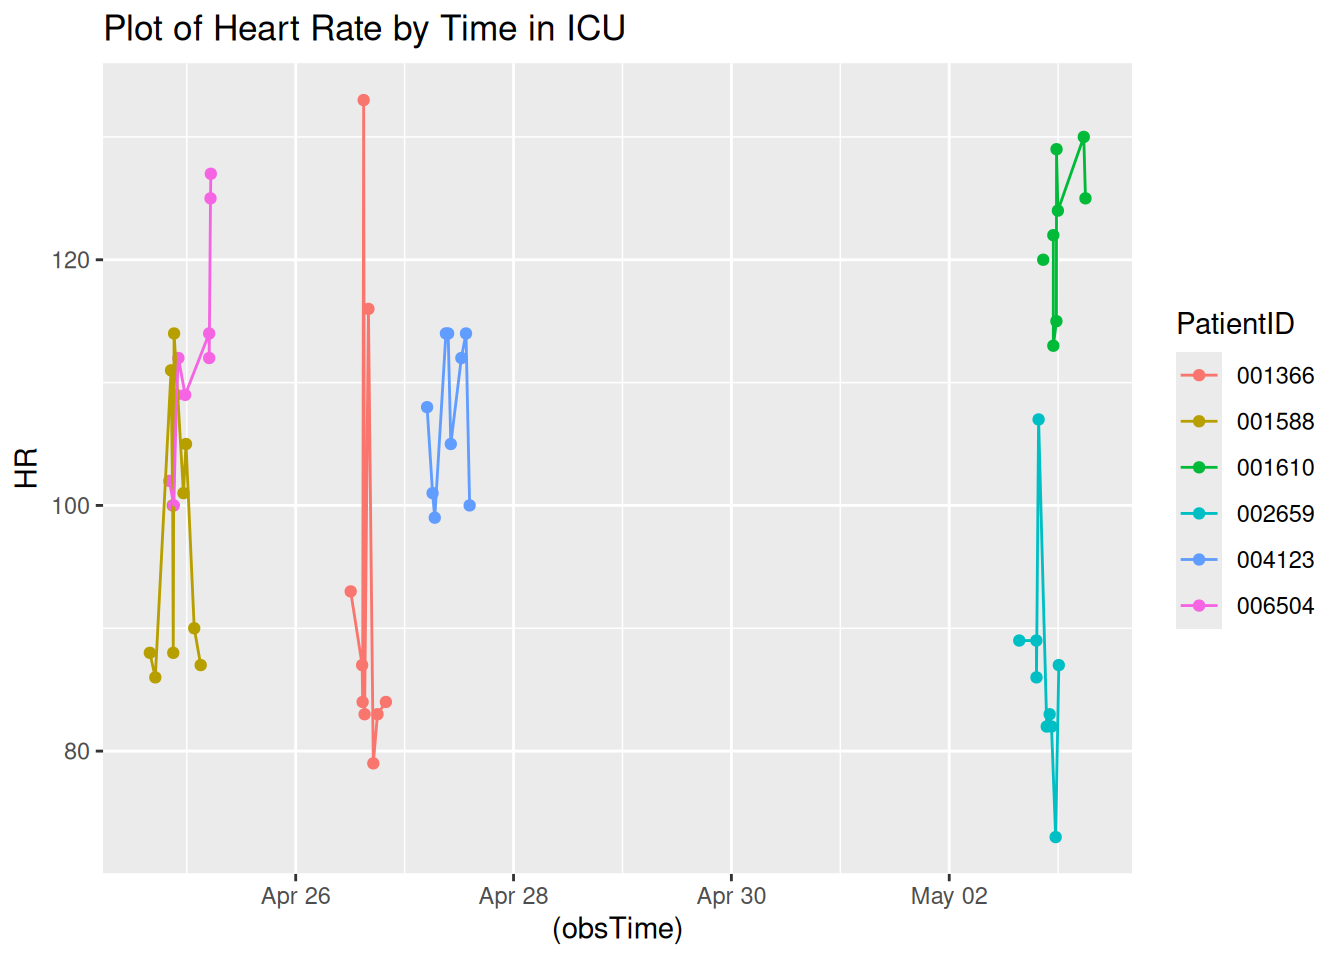 Plot of Heart Rate by Time in ICU
HR
120
100
80
Apr 26
Apr 28
Apr 30
May 02
(obsTime)
PatientID
001366
001588
001610
002659
004123
006504